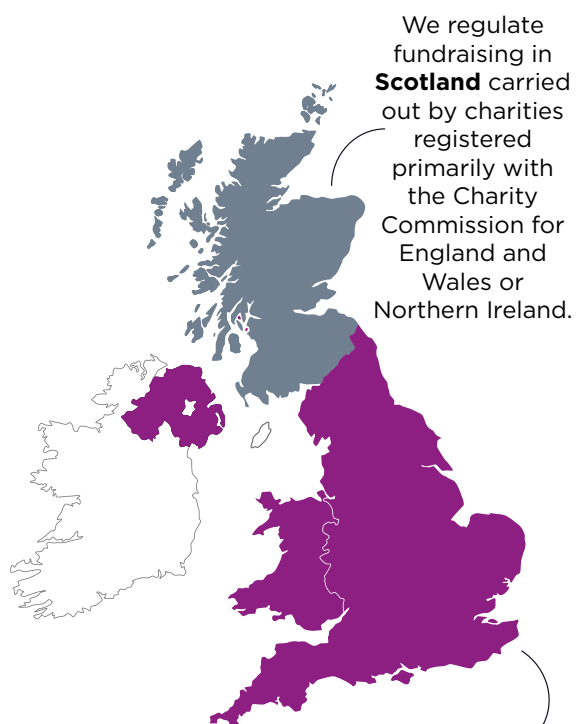 We regulate
fundraising in
Scotland carried
out by charities
registered
primarily with
the Charity
Commission for
England and
Wales or
Northern Ireland.